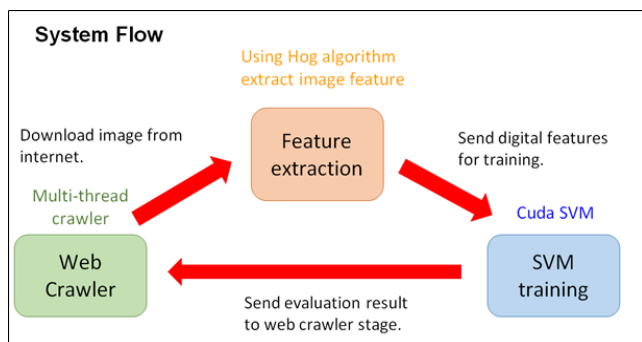 System Flow
Using Hog algorithm
extract image feature
Download image from
internet.
Feature
extraction
Send digital features
for training.
Multi-thread
crawler
Cuda SVM
Web
Crawler
SVM
training
Send evaluation result
to web crawler stage.